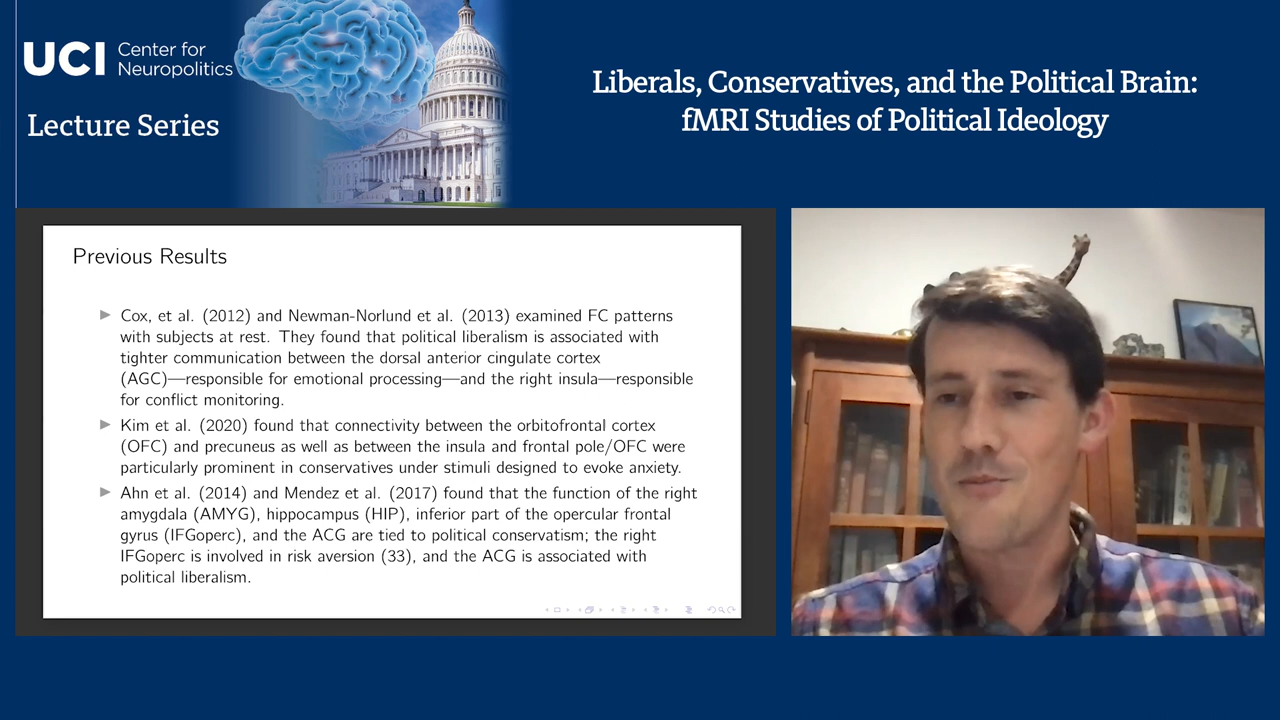 UCI Center for
Neuropolitics
Lecture Series
Liberals, Conservatives, and the Political Brain:
fMRI Studies of Political Ideology
Previous Results
Cox, et al. (2012) and Newman-Norlund et al. (2013) examined FC patterns
with subjects at rest. They found that political liberalism is associated with
tighter communication between the dorsal anterior cingulate cortex
(AGC)—responsible for emotional processing—and the right insula—responsible
for conflict monitoring.
Kim et al. (2020) found that connectivity between the orbitofrontal cortex
(OFC) and precuneus as well as between the insula and frontal pole/OFC were
particularly prominent in conservatives under stimuli designed to evoke anxiety.
Ahn et al. (2014) and Mendez et al. (2017) found that the function of the right
amygdala (AMYG), hippocampus (HIP), inferior part of the opercular frontal
gyrus (IFGoperc), and the ACG are tied to political conservatism; the right
IFGoperc is involved in risk aversion (33), and the ACG is associated with
political liberalism.